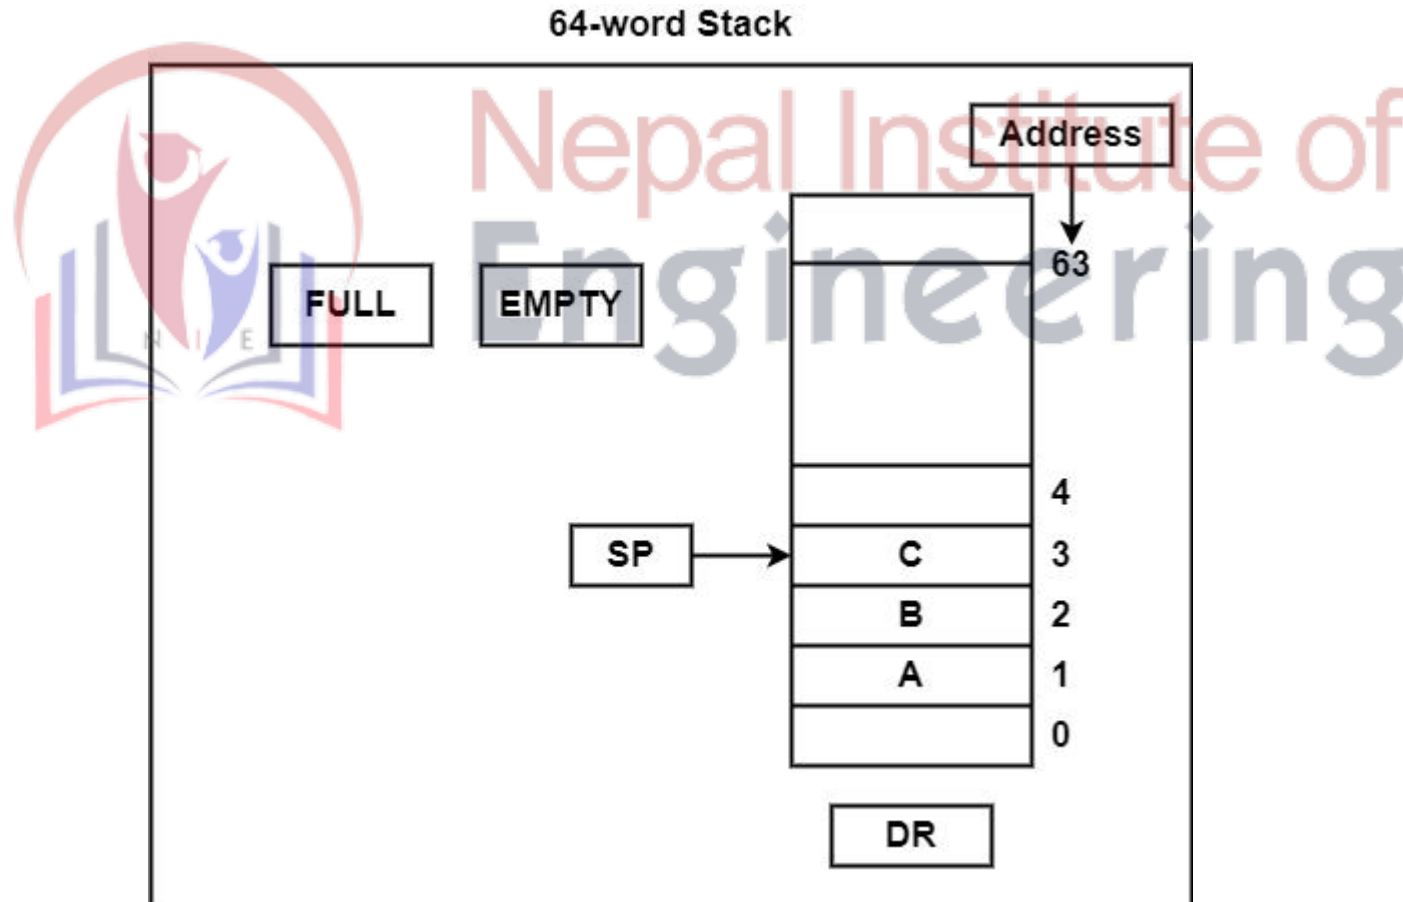 64-word Stack
Nepal Institute of
Engineering
Address
63
FULL
EMPTY
N I E
4
SP
C
3
B
2
A
1
0
DR